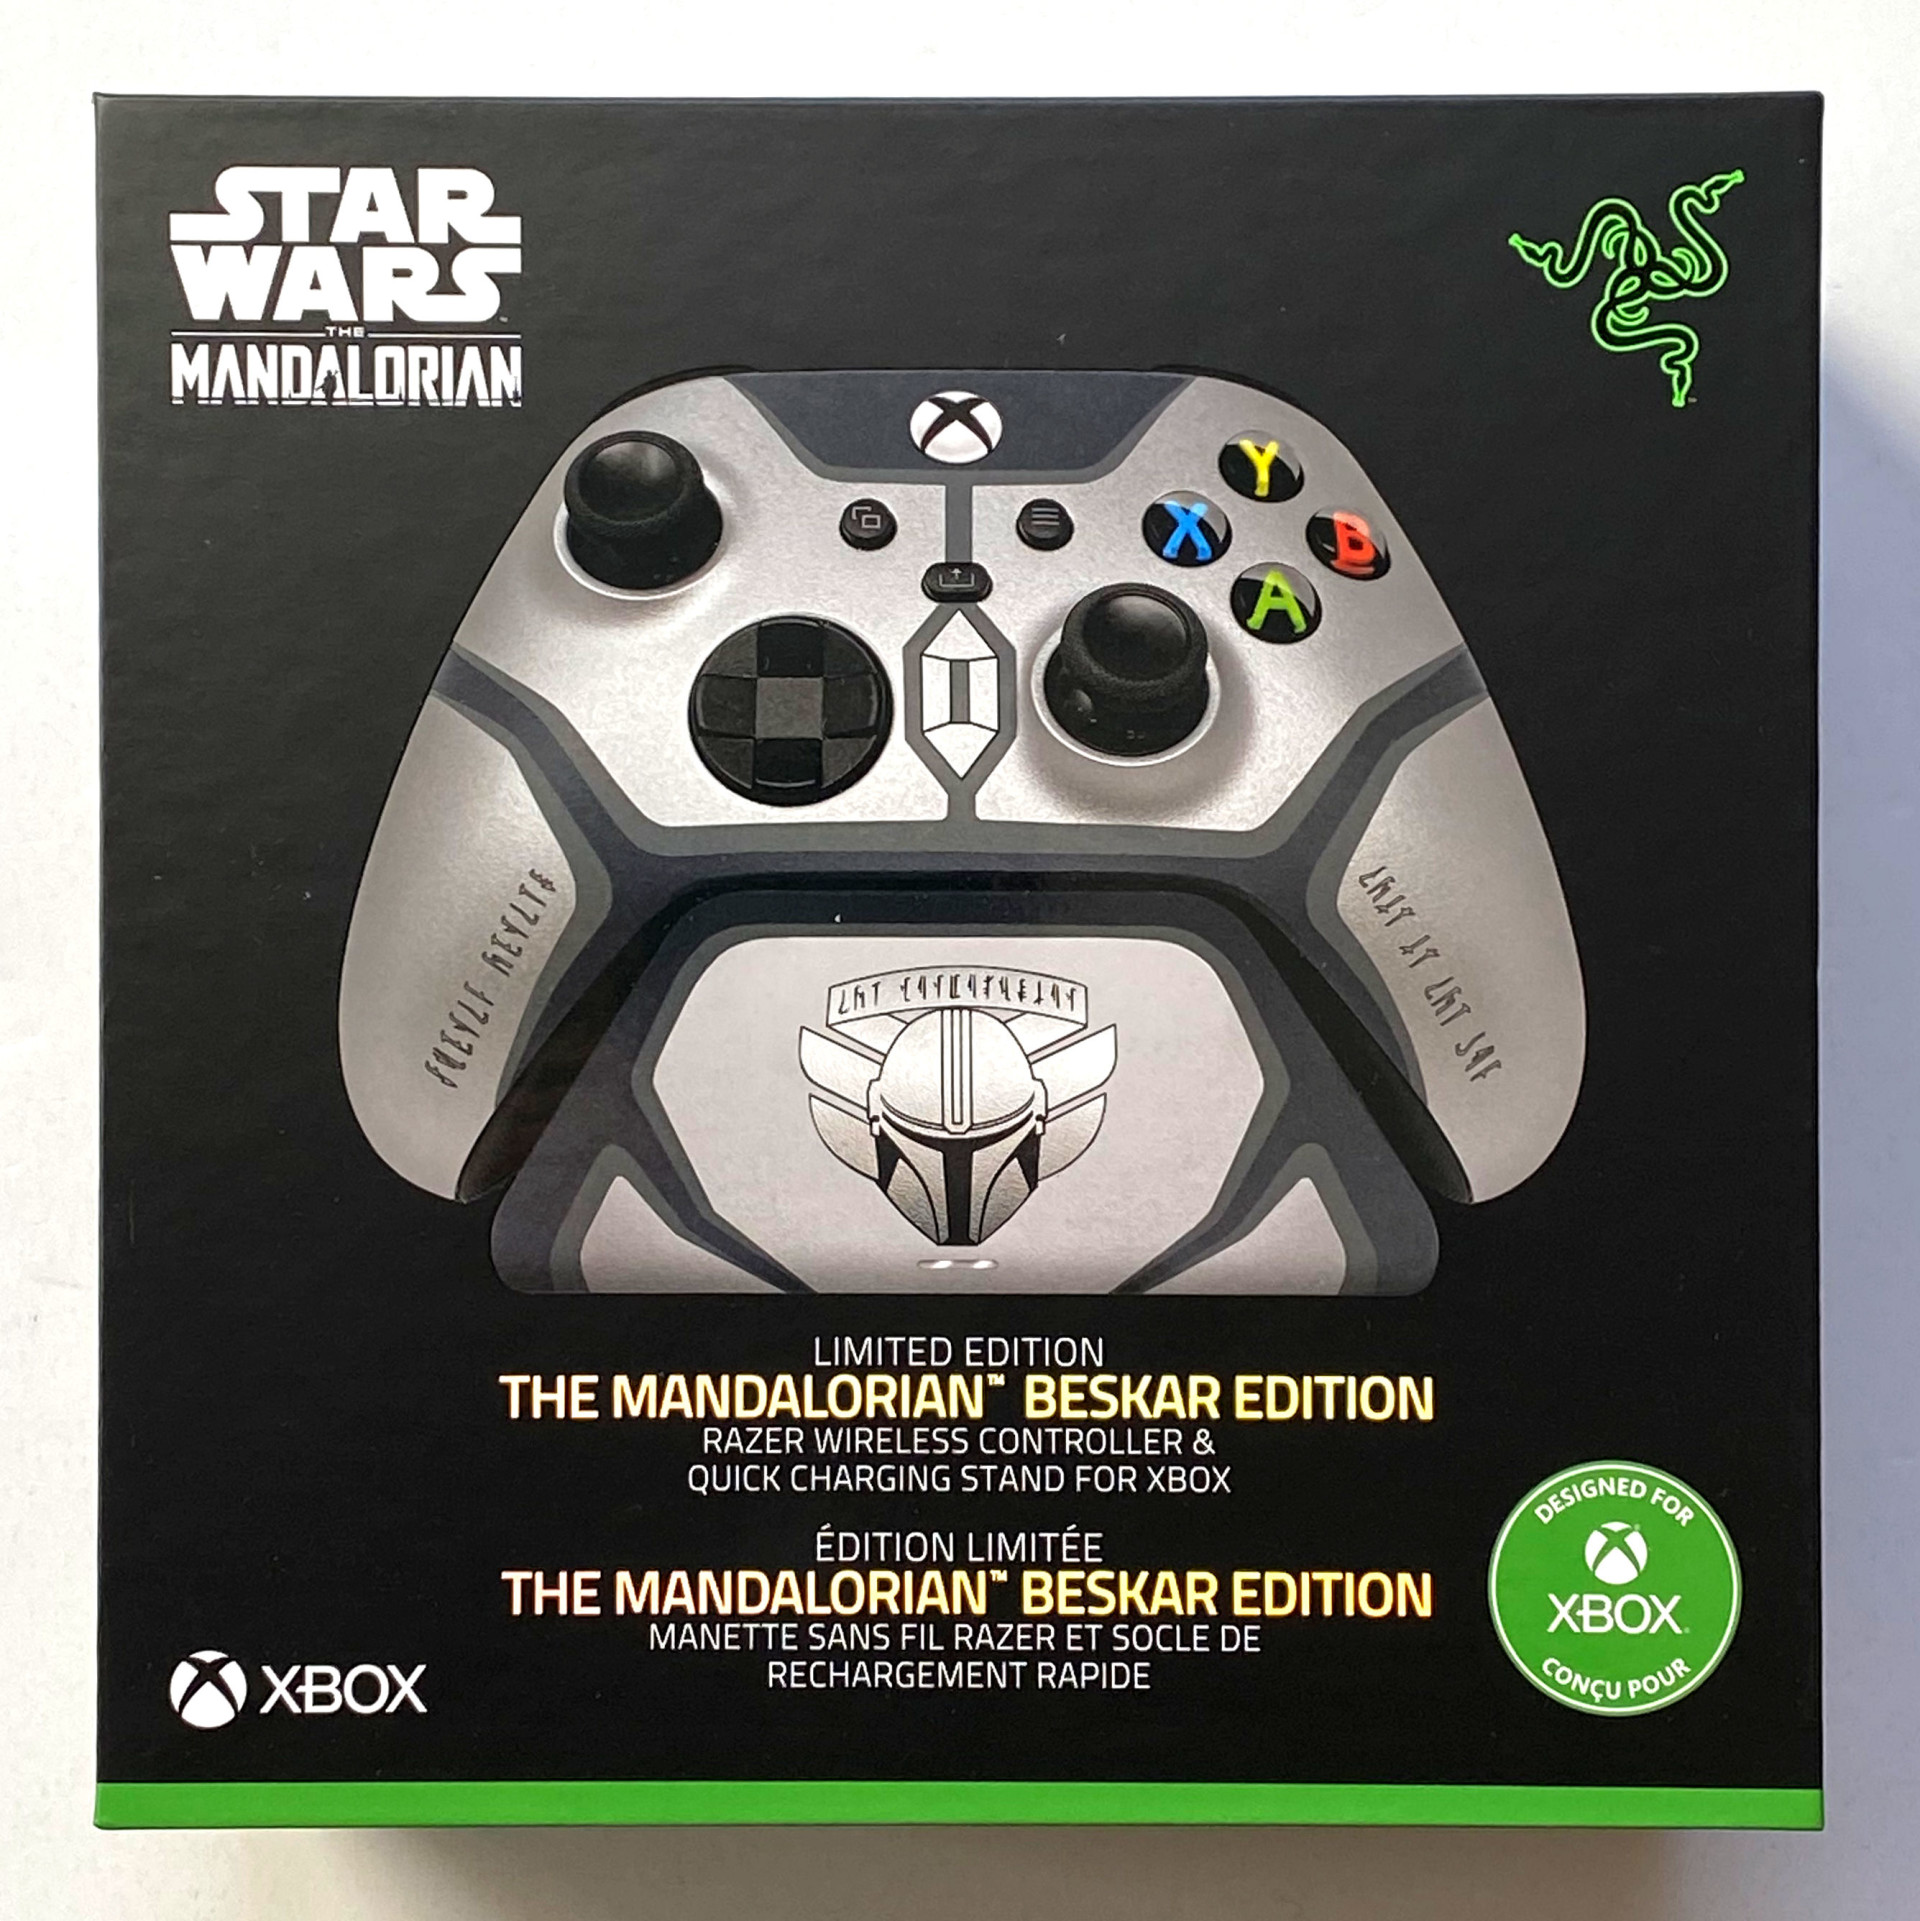 STAR
WARS
THE
MANDALORIAN
Y
X
B
A
LIMITED EDITION
THE MANDALORIAN™ BESKAR EDITION
RAZER WIRELESS CONTROLLER &
QUICK CHARGING STAND FOR XBOX
ÉDITION LIMITÉE
THE MANDALORIAN™ BESKAR EDITION
MANETTE SANS FIL RAZER ET SOCLE DE
RECHARGEMENT RAPIDE
XBOX
DESIGNED FOR
XBOX
CONÇU POUR